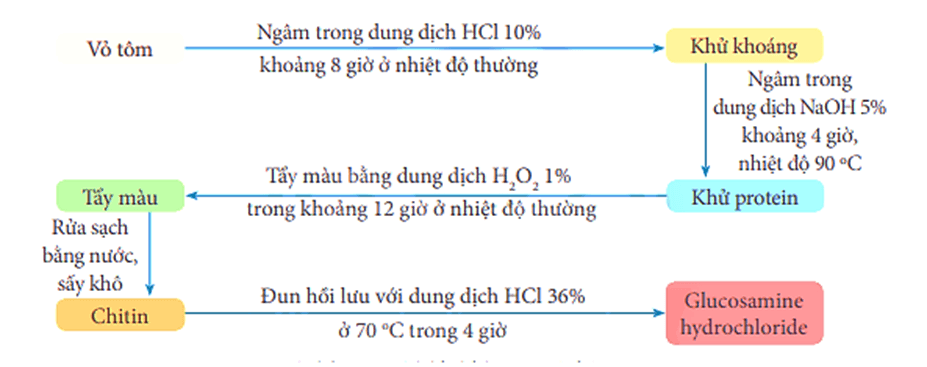 Vỏ tôm
Ngâm trong dung dịch HCl 10%
khoảng 8 giờ ở nhiệt độ thường
Khử khoáng
Ngâm trong
dung dịch NaOH 5%
khoảng 4 giờ,
nhiệt độ 90 °C
Khử protein
Tẩy màu bằng dung dịch H₂O₂ 1%
trong khoảng 12 giờ ở nhiệt độ thường
Tẩy màu
Rửa sạch
bằng nước,
sấy khô
Chitin
Đun hồi lưu với dung dịch HCl 36%
ở 70 °C trong 4 giờ
Glucosamine
hydrochloride